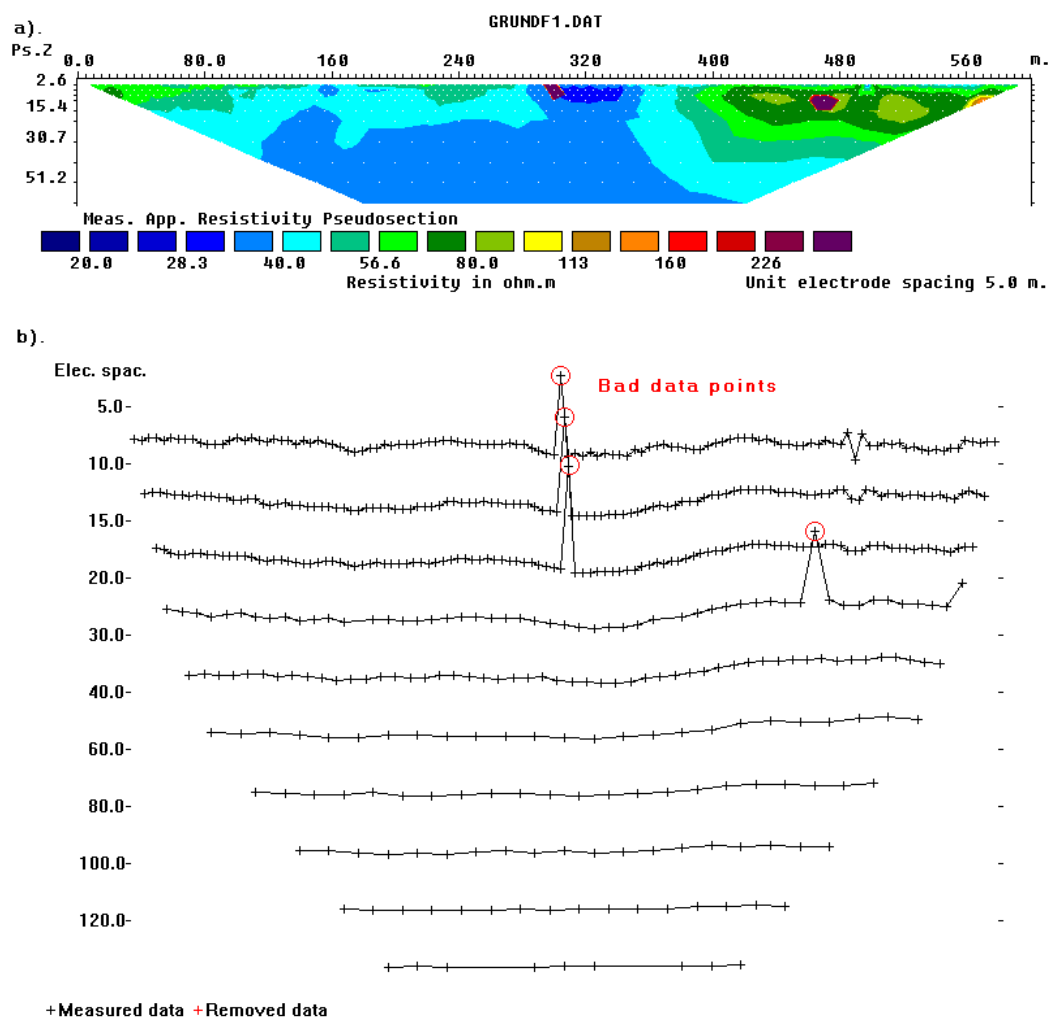 a).
GRUNDF1.DAT
Ps.Z
0.0 80.0 160 240 320 400 480 560 m.
2.6
15.4
30.7
51.2
Meas. App. Resistivity Pseudosection
20.0 28.3 40.0 56.6 80.0 113 160 226
Resistivity in ohm.m Unit electrode spacing 5.0 m.
b).
Elec. spac.
Bad data points
5.0-
10.0-
15.0-
20.0-
30.0-
40.0-
60.0-
80.0-
100.0-
120.0-
+Measured data +Removed data